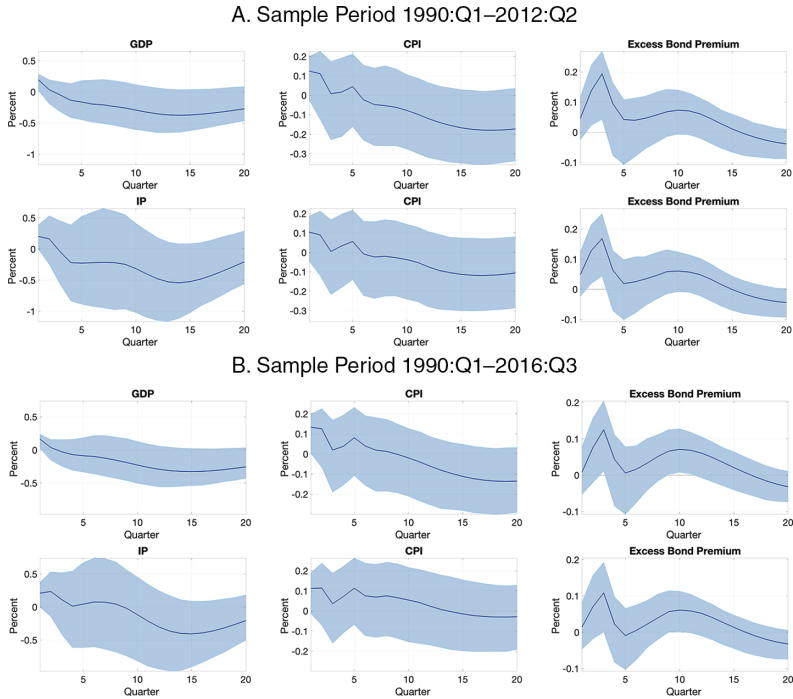 A. Sample Period 1990:Q1–2012:Q2
GDP
CPI
Excess Bond Premium
0.5
0
-0.5
-1
Percent
5
10
15
20
Quarter
0.2
0.1
0
-0.1
-0.2
-0.3
Percent
5
10
15
20
Quarter
0.2
0.1
0
-0.1
Percent
5
10
15
20
Quarter
IP
CPI
Excess Bond Premium
0.5
0
-0.5
-1
Percent
5
10
15
20
Quarter
0.2
0.1
0
-0.1
-0.2
-0.3
Percent
5
10
15
20
Quarter
0.2
0.1
0
-0.1
Percent
5
10
15
20
Quarter
B. Sample Period 1990:Q1–2016:Q3
GDP
CPI
Excess Bond Premium
0.5
0
-0.5
Percent
5
10
15
20
Quarter
0.2
0.1
0
-0.1
-0.2
Percent
5
10
15
20
Quarter
0.2
0.1
0
-0.1
Percent
5
10
15
20
Quarter
IP
CPI
Excess Bond Premium
0.5
0
-0.5
Percent
5
10
15
20
Quarter
0.2
0.1
0
-0.1
-0.2
Percent
5
10
15
20
Quarter
0.2
0.1
0
-0.1
Percent
5
10
15
20
Quarter